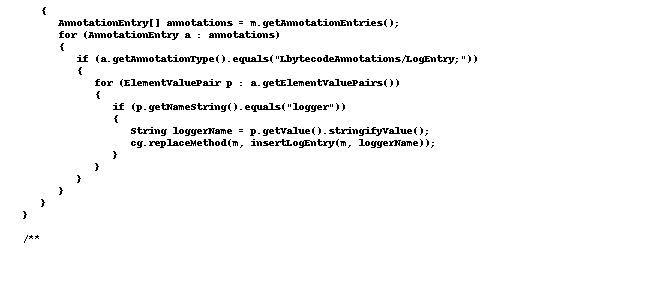 {
AnnotationEntry[] annotations = m.getAnnotationEntries();
for (AnnotationEntry a : annotations)
{
if (a.getAnnotationType().equals("LbytecodeAnnotations/LogEntry;"))
{
for (ElementValuePair p : a.getElementValuePairs())
{
if (p.getNameString().equals("logger"))
{
String loggerName = p.getValue().stringifyValue();
cg.replaceMethod(m, insertLogEntry(m, loggerName));
}
}
}
}
}
}
/**